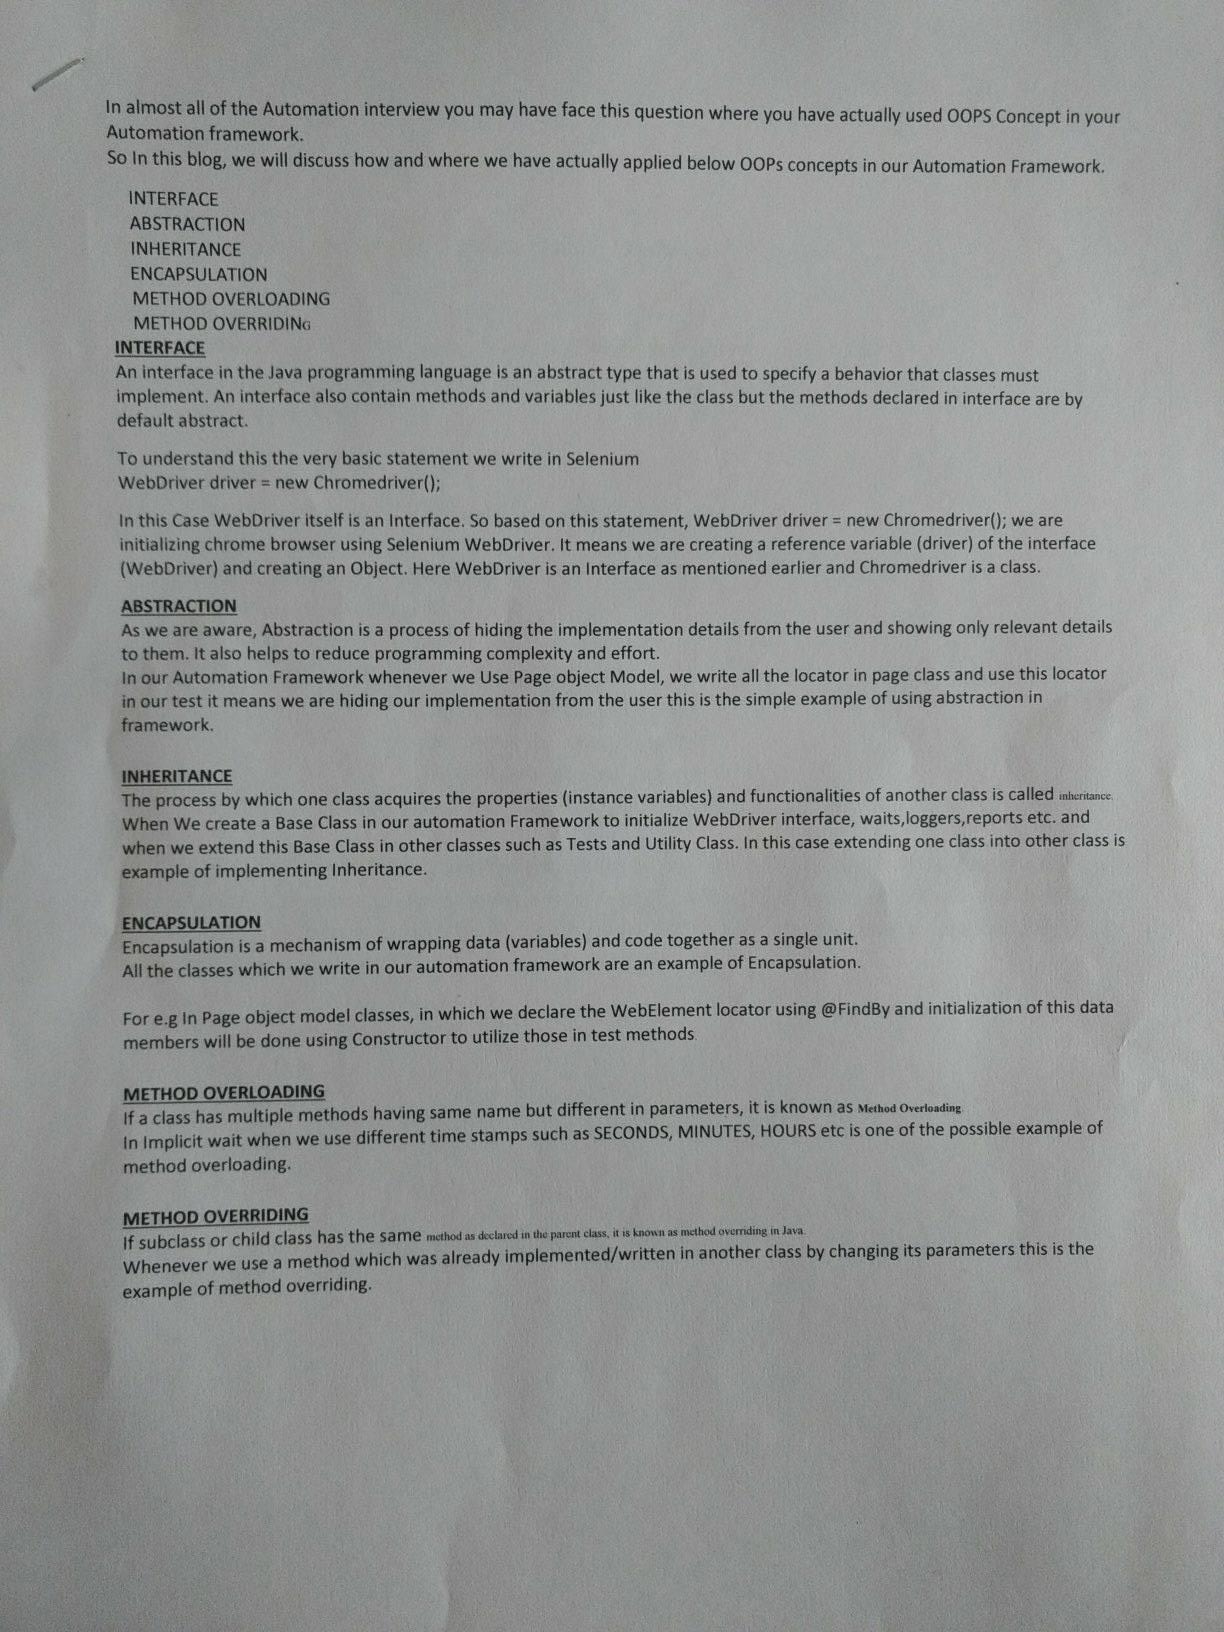 In almost all of the Automation interview you may have face this question where you have actually used OOPS Concept in your
Automation framework.
So In this blog, we will discuss how and where we have actually applied below OOPs concepts in our Automation Framework.
INTERFACE
ABSTRACTION
INHERITANCE
ENCAPSULATION
METHOD OVERLOADING
METHOD OVERRIDING
INTERFACE
An interface in the Java programming language is an abstract type that is used to specify a behavior that classes must
implement. An interface also contain methods and variables just like the class but the methods declared in interface are by
default abstract.
To understand this the very basic statement we write in Selenium
WebDriver driver = new Chromedriver();
In this Case WebDriver itself is an Interface. So based on this statement, WebDriver driver = new Chromedriver(); we are
initializing chrome browser using Selenium WebDriver. It means we are creating a reference variable (driver) of the interface
(WebDriver) and creating an Object. Here WebDriver is an Interface as mentioned earlier and Chromedriver is a class.
ABSTRACTION
As we are aware, Abstraction is a process of hiding the implementation details from the user and showing only relevant details
to them. It also helps to reduce programming complexity and effort.
In our Automation Framework whenever we Use Page object Model, we write all the locator in page class and use this locator
in our test it means we are hiding our implementation from the user this is the simple example of using abstraction in
framework.
INHERITANCE
The process by which one class acquires the properties (instance variables) and functionalities of another class is called inheritance.
When We create a Base Class in our automation Framework to initialize WebDriver interface, waits,loggers,reports etc. and
when we extend this Base Class in other classes such as Tests and Utility Class. In this case extending one class into other class is
example of implementing Inheritance.
ENCAPSULATION
Encapsulation is a mechanism of wrapping data (variables) and code together as a single unit.
All the classes which we write in our automation framework are an example of Encapsulation.
For e.g In Page object model classes, in which we declare the WebElement locator using @FindBy and initialization of this data
members will be done using Constructor to utilize those in test methods.
METHOD OVERLOADING
If a class has multiple methods having same name but different in parameters, it is known as Method Overloading.
In Implicit wait when we use different time stamps such as SECONDS, MINUTES, HOURS etc is one of the possible example of
method overloading.
METHOD OVERRIDING
If subclass or child class has the same method as declared in the parent class, it is known as method overriding in Java.
Whenever we use a method which was already implemented/written in another class by changing its parameters this is the
example of method overriding.